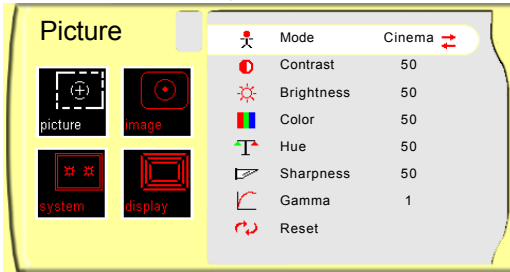 Picture
picture
image
system
display
Mode Cinema
Contrast 50
Brightness 50
Color 50
Hue 50
Sharpness 50
Gamma 1
Reset